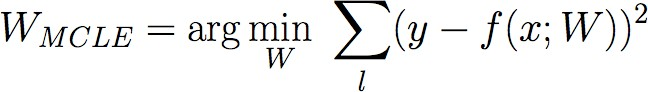 W_{MCLE} = \arg\min_{W} \sum_{l} (y - f(x; W))^2